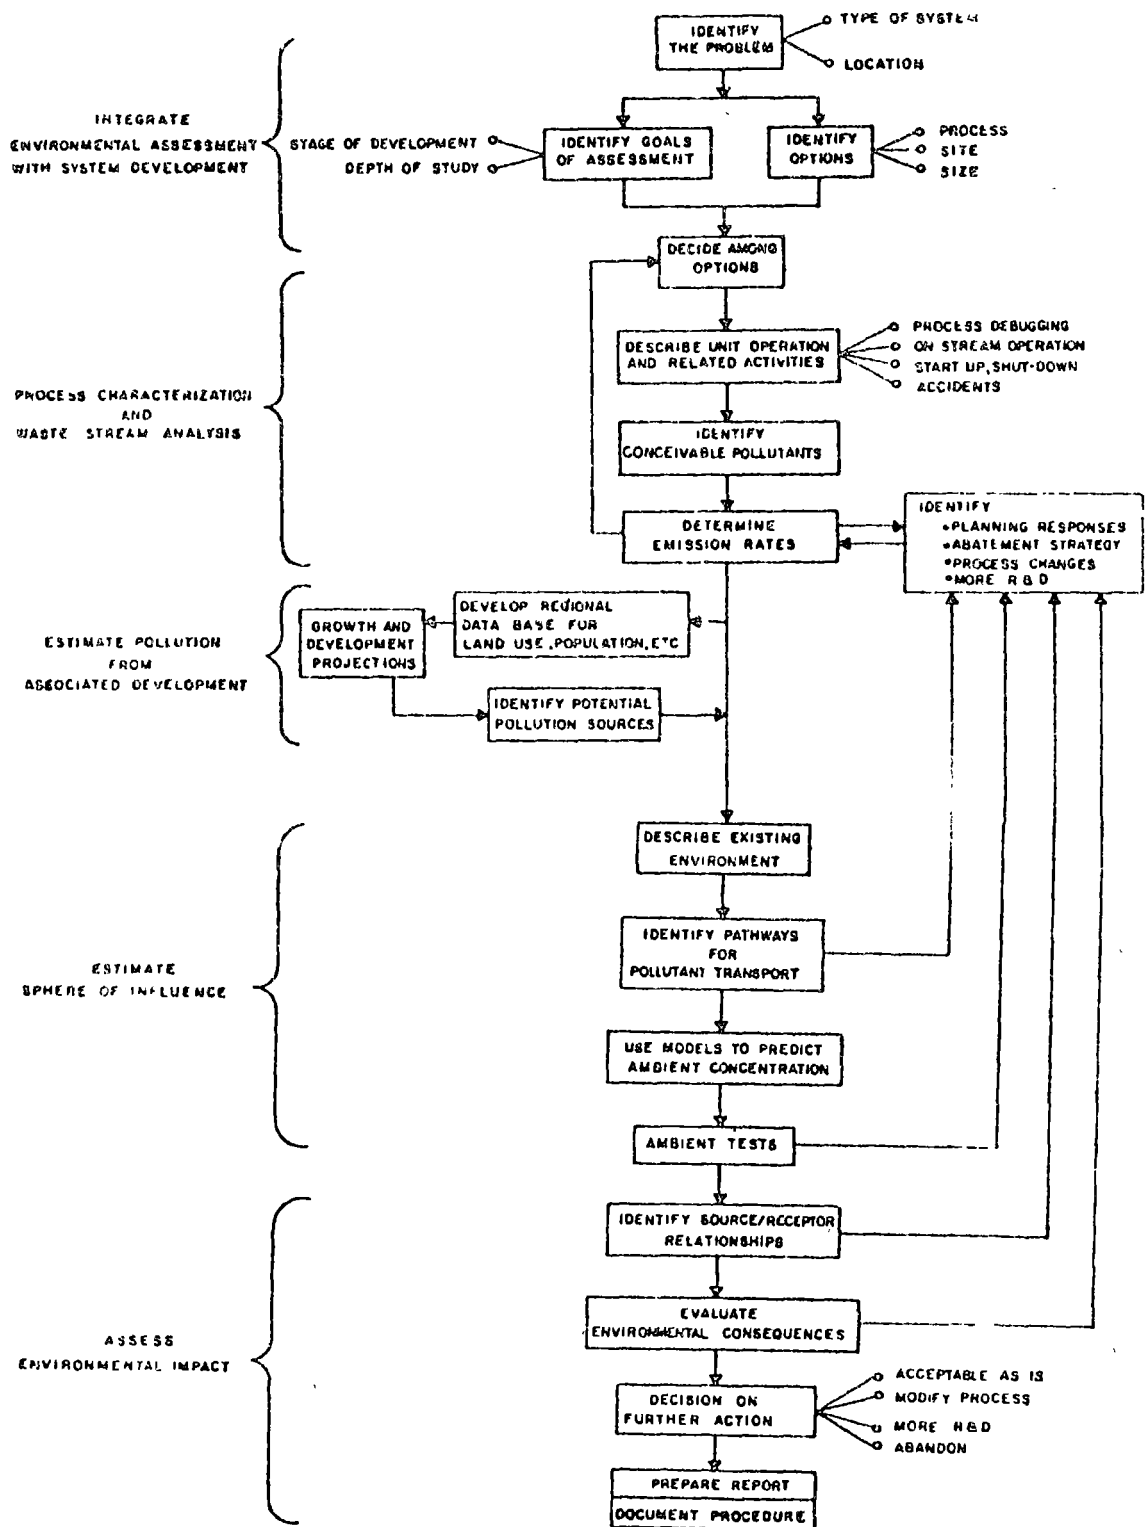 IDENTIFY
THE PROBLEM
TYPE OF SYSTEM
LOCATION
INTEGRATE
ENVIRONMENTAL ASSESSMENT
WITH SYSTEM DEVELOPMENT
STAGE OF DEVELOPMENT
DEPTH OF STUDY
IDENTIFY GOALS
OF ASSESSMENT
IDENTIFY
OPTIONS
PROCESS
SITE
SIZE
DECIDE AMONG
OPTIONS
PROCESS CHARACTERIZATION
AND
WASTE STREAM ANALYSIS
DESCRIBE UNIT OPERATION
AND RELATED ACTIVITIES
PROCESS DEBUGGING
ON STREAM OPERATION
START UP, SHUT-DOWN
ACCIDENTS
IDENTIFY
CONCEIVABLE POLLUTANTS
DETERMINE
EMISSION RATES
IDENTIFY
•PLANNING RESPONSES
•ABATEMENT STRATEGY
•PROCESS CHANGES
•MORE R&D
ESTIMATE POLLUTION
FROM
ASSOCIATED DEVELOPMENT
GROWTH AND
DEVELOPMENT
PROJECTIONS
DEVELOP REGIONAL
DATA BASE FOR
LAND USE, POPULATION, ETC
IDENTIFY POTENTIAL
POLLUTION SOURCES
ESTIMATE
SPHERE OF INFLUENCE
DESCRIBE EXISTING
ENVIRONMENT
IDENTIFY PATHWAYS
FOR
POLLUTANT TRANSPORT
USE MODELS TO PREDICT
AMBIENT CONCENTRATION
AMBIENT TESTS
ASSESS
ENVIRONMENTAL IMPACT
IDENTIFY SOURCE/RECEPTOR
RELATIONSHIPS
EVALUATE
ENVIRONMENTAL CONSEQUENCES
DECISION ON
FURTHER ACTION
ACCEPTABLE AS IS
MODIFY PROCESS
MORE R&D
ABANDON
PREPARE REPORT
DOCUMENT PROCEDURE